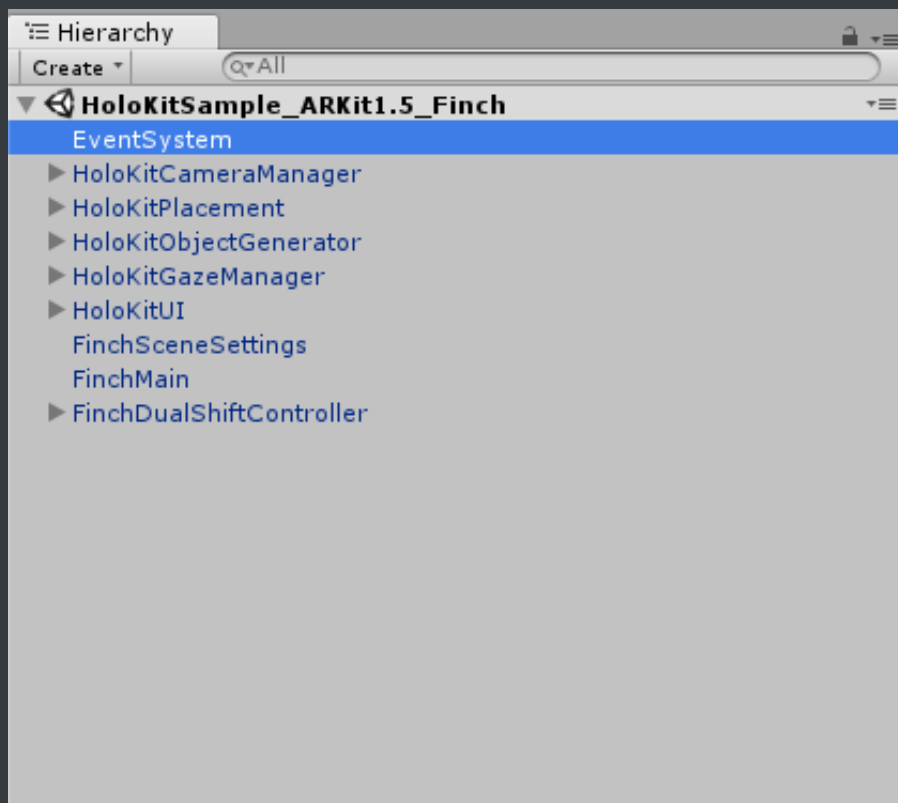 Hierarchy
Create All
HoloKitSample_ARKit1.5_Finch
EventSystem
HoloKitCameraManager
HoloKitPlacement
HoloKitObjectGenerator
HoloKitGazeManager
HoloKitUI
FinchSceneSettings
FinchMain
FinchDualShiftController